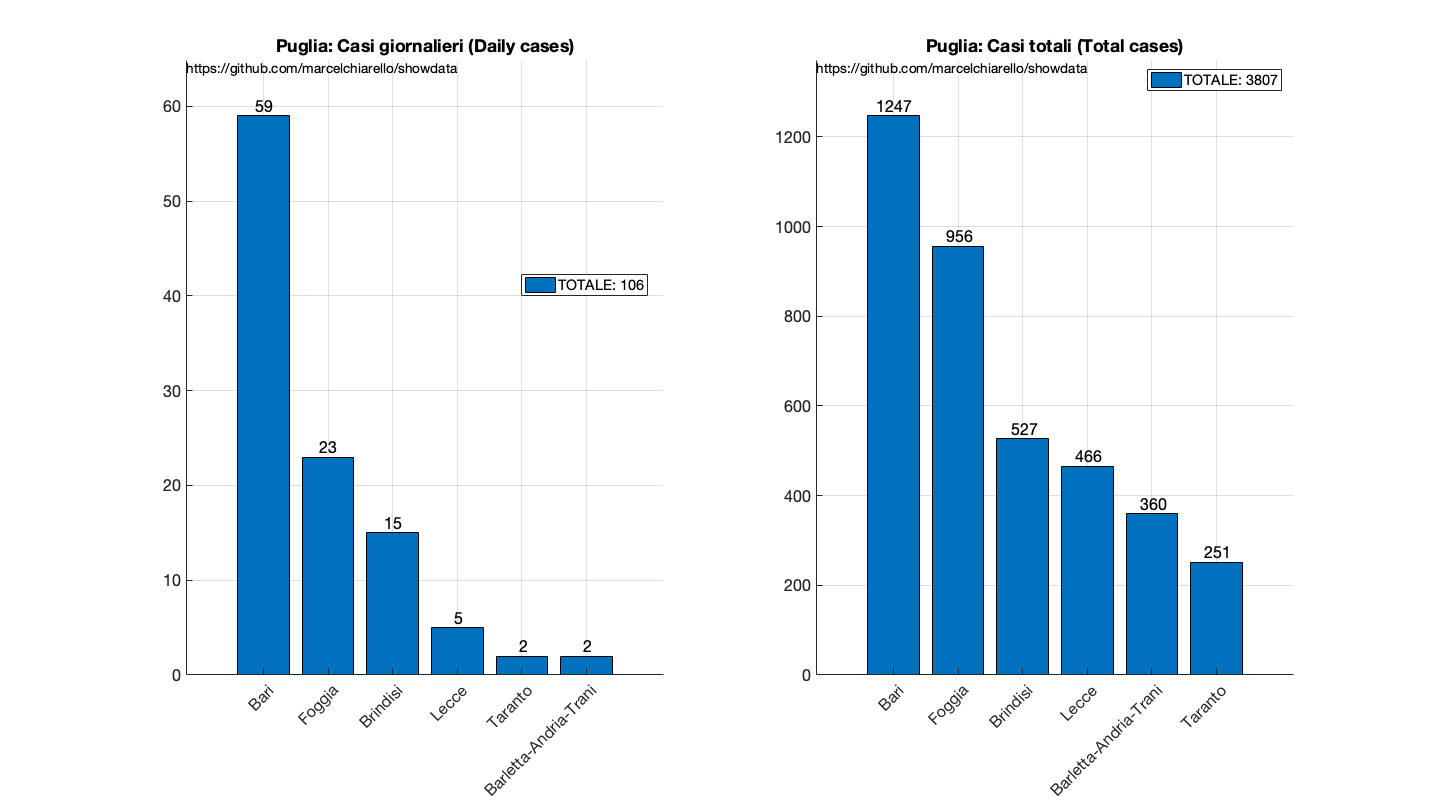 Puglia: Casi giornalieri (Daily cases)
https://github.com/marcelchiarello/showdata
60
50
40
30
20
10
0
59
23
15
5
2
2
TOTALE: 106
Bari
Foggia
Brindisi
Lecce
Taranto
Barletta-Andria-Trani
Puglia: Casi totali (Total cases)
https://github.com/marcelchiarello/showdata
TOTALE: 3807
1200
1000
800
600
400
200
0
1247
956
527
466
360
251
Bari
Foggia
Brindisi
Lecce
Barletta-Andria-Trani
Taranto